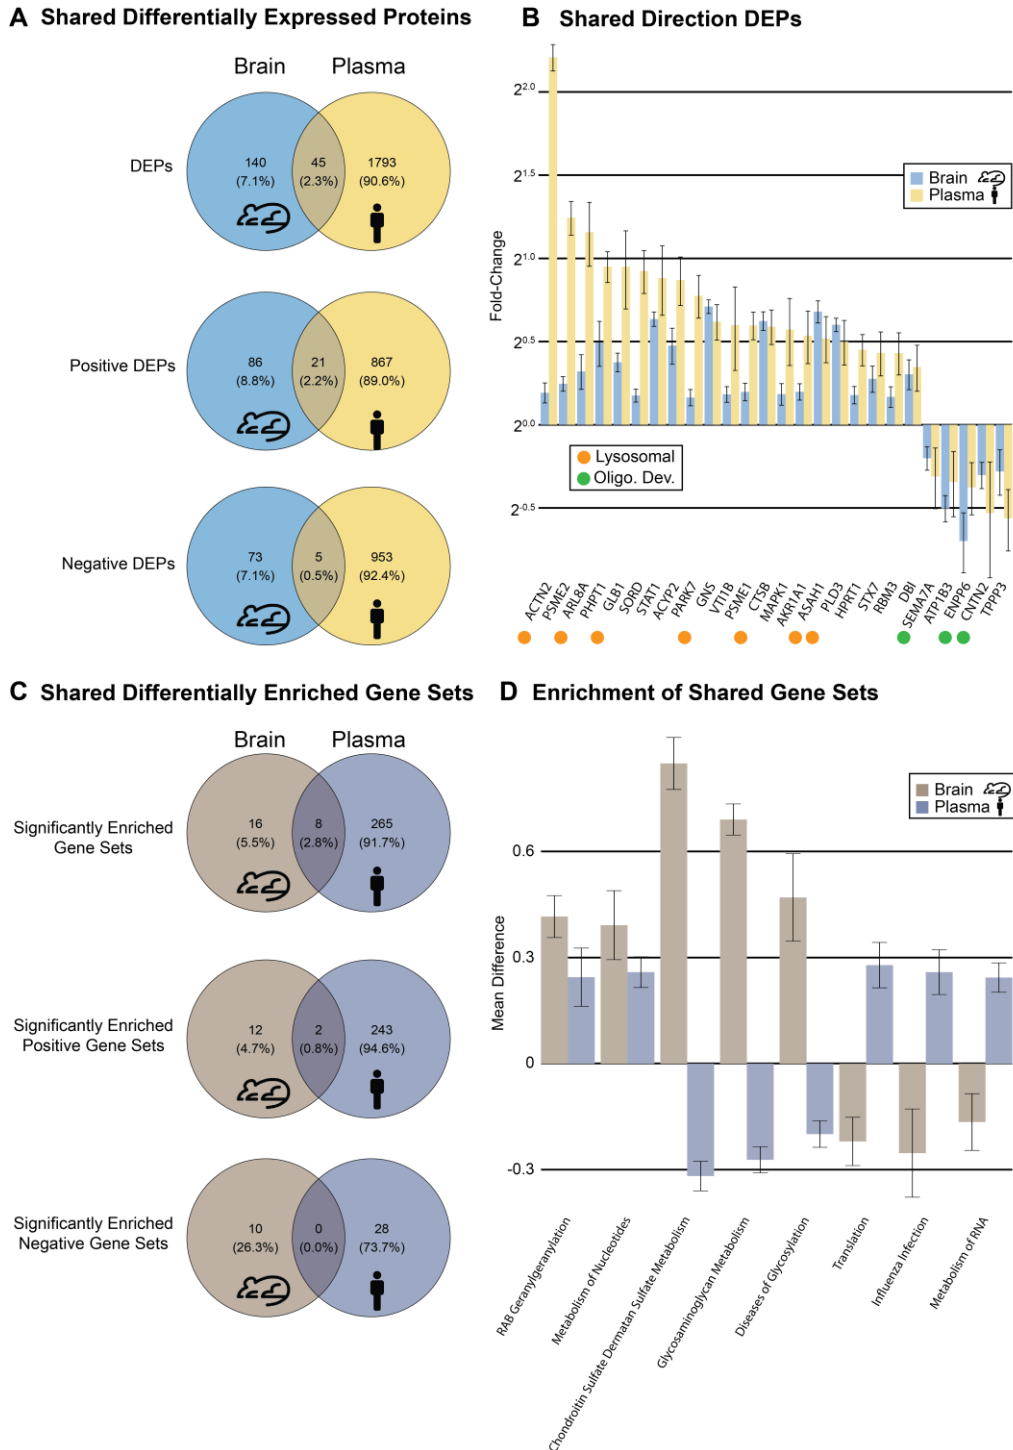 A Shared Differentially Expressed Proteins
Brain Plasma
DEPs
140
(7.1%)
45
(2.3%)
1793
(90.6%)
Positive DEPs
86
(8.8%)
21
(2.2%)
867
(89.0%)
Negative DEPs
73
(7.1%)
5
(0.5%)
953
(92.4%)
B Shared Direction DEPs
Fold-Change
2^2.0
2^1.5
2^1.0
2^0.5
2^0.0
2^-0.5
Brain
Plasma
Lysosomal
Oligo. Dev.
ACTN2
PSME2
ARL8A
PHPT1
GLB1
SORD
STAT1
ACYP2
PARK7
GNS
VTI1B
PSME1
CTSB
MAPK1
AKR1A1
ASAH1
PLD3
HPRT1
STX7
RBM3
DBI
SEMA7A
ATP1B3
ENPP6
CNTN2
TPPP3
C Shared Differentially Enriched Gene Sets
Brain Plasma
Significantly Enriched
Gene Sets
16
(5.5%)
8
(2.8%)
265
(91.7%)
Significantly Enriched
Positive Gene Sets
12
(4.7%)
2
(0.8%)
243
(94.6%)
Significantly Enriched
Negative Gene Sets
10
(26.3%)
0
(0.0%)
28
(73.7%)
D Enrichment of Shared Gene Sets
Mean Difference
0.6
0.3
0
-0.3
Brain
Plasma
RAB Geranylgeranylation
Metabolism of Nucleotides
Chondroitin Sulfate Dermatan Sulfate Metabolism
Glycosaminoglycan Metabolism
Diseases of Glycosylation
Translation
Influenza Infection
Metabolism of RNA